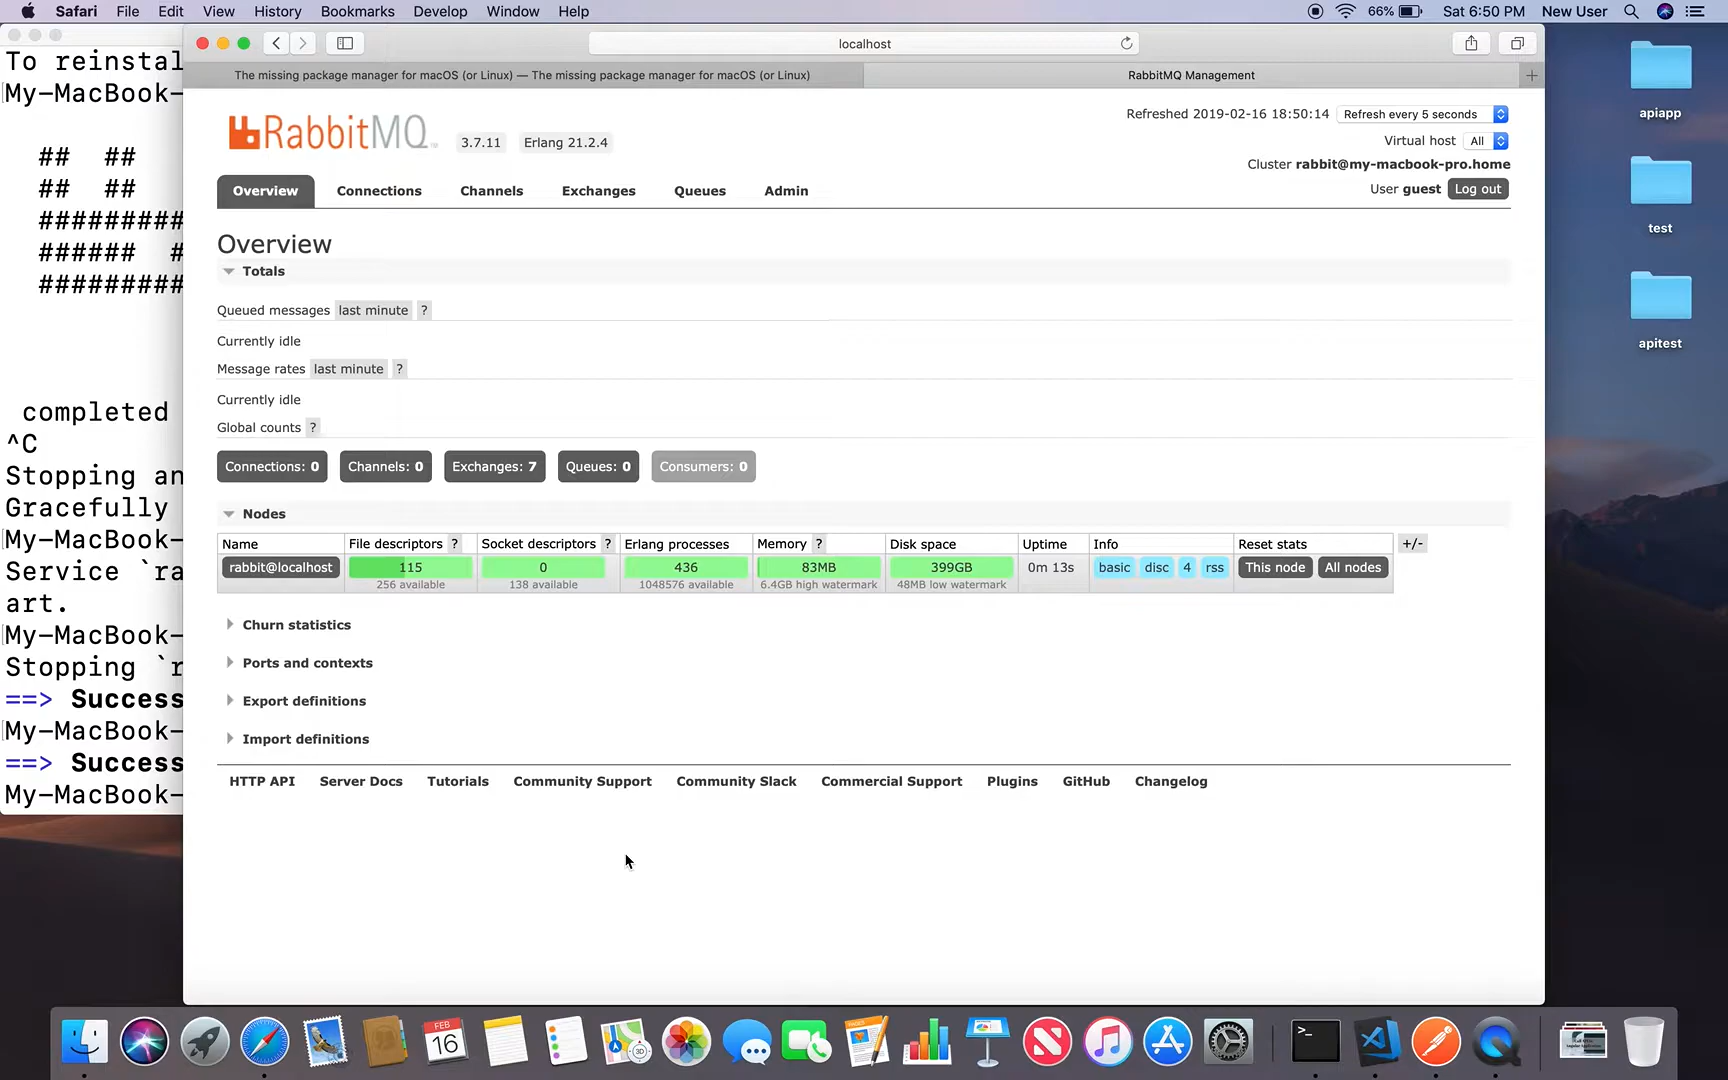 Safari File Edit View History Bookmarks Develop Window Help 66% Sat 6:50 PM New User
localhost
The missing package manager for macOS (or Linux) — The missing package manager for macOS (or Linux) RabbitMQ Management +
To reinstal
My-MacBook-
## ##
## ##
#########
###### #
#########
completed
^C
Stopping an
Gracefully
My-MacBook-
Service `ra
art.
My-MacBook-
Stopping `r
==> Success
My-MacBook-
==> Success
My-MacBook-
RabbitMQ 3.7.11 Erlang 21.2.4
Refreshed 2019-02-16 18:50:14 Refresh every 5 seconds
Virtual host All
Cluster rabbit@my-macbook-pro.home
User guest Log out
Overview Connections Channels Exchanges Queues Admin
Overview
Totals
Queued messages last minute ?
Currently idle
Message rates last minute ?
Currently idle
Global counts ?
Connections: 0 Channels: 0 Exchanges: 7 Queues: 0 Consumers: 0
Nodes
Name File descriptors ? Socket descriptors ? Erlang processes Memory ? Disk space Uptime Info Reset stats +/-
rabbit@localhost 115 0 436 83MB 399GB 0m 13s basic disc 4 rss This node All nodes
256 available 138 available 1048576 available 6.4GB high watermark 48MB low watermark
Churn statistics
Ports and contexts
Export definitions
Import definitions
HTTP API Server Docs Tutorials Community Support Community Slack Commercial Support Plugins GitHub Changelog
apiapp
test
apitest
FEB
16
3D
PAGES
>_